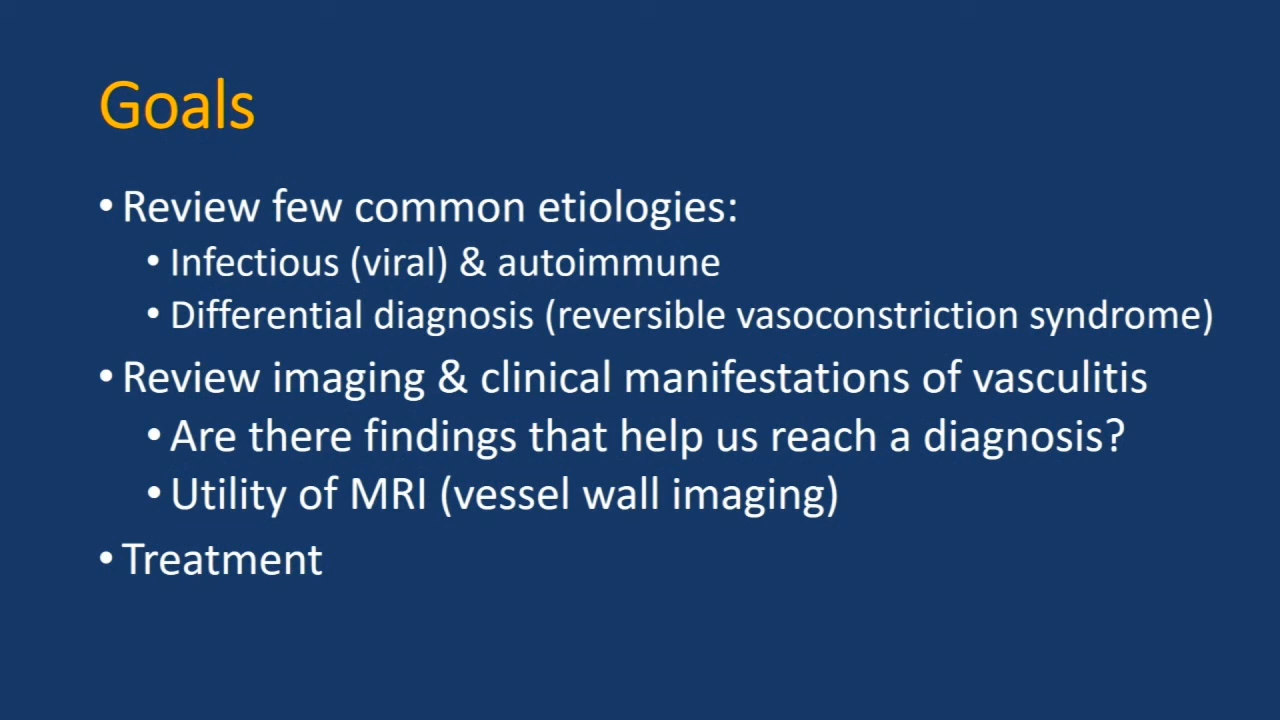 Goals
• Review few common etiologies:
• Infectious (viral) & autoimmune
• Differential diagnosis (reversible vasoconstriction syndrome)
• Review imaging & clinical manifestations of vasculitis
• Are there findings that help us reach a diagnosis?
• Utility of MRI (vessel wall imaging)
• Treatment